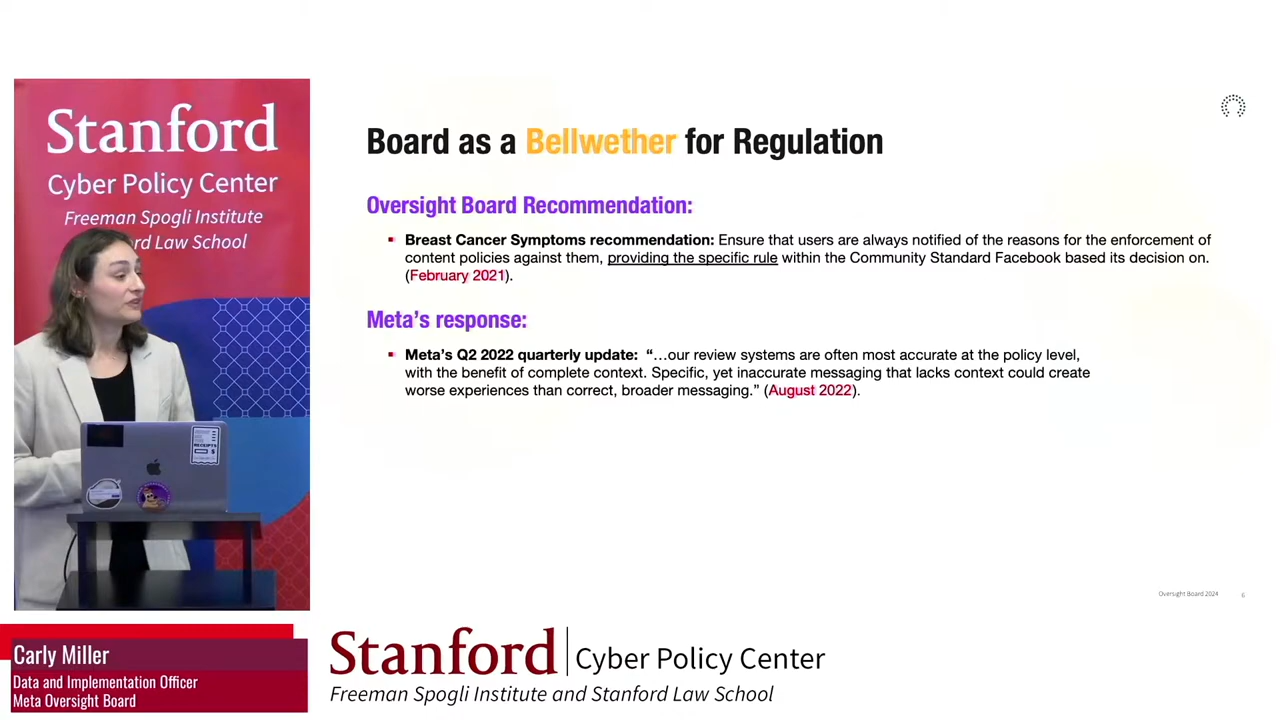 Stanford
Cyber Policy Center
Freeman Spogli Institute
rd Law School
Board as a Bellwether for Regulation
Oversight Board Recommendation:
Breast Cancer Symptoms recommendation: Ensure that users are always notified of the reasons for the enforcement of
content policies against them, providing the specific rule within the Community Standard Facebook based its decision on.
(February 2021).
Meta's response:
Meta's Q2 2022 quarterly update: “…our review systems are often most accurate at the policy level,
with the benefit of complete context. Specific, yet inaccurate messaging that lacks context could create
worse experiences than correct, broader messaging.” (August 2022).
RECEIPTS
Oversight Board 2024 6
Carly Miller
Data and Implementation Officer
Meta Oversight Board
Stanford | Cyber Policy Center
Freeman Spogli Institute and Stanford Law School